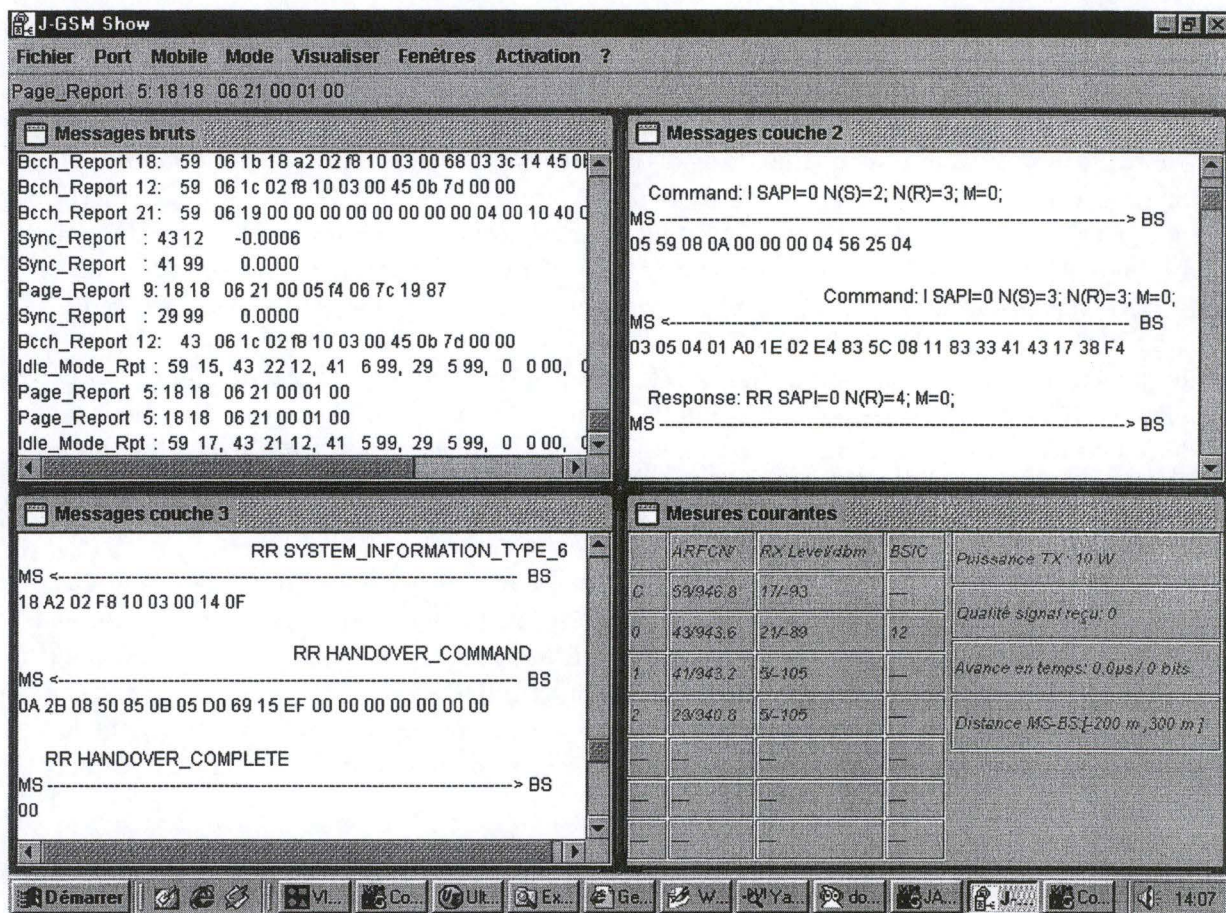 J-GSM Show
Fichier Port Mobile Mode Visualiser Fenêtres Activation ?
Page_Report 5: 18 18 06 21 00 01 00
Messages bruts
Bcch_Report 18: 59 06 1b 18 a2 02 f8 10 03 00 68 03 3c 14 45
Bcch_Report 12: 59 06 1c 02 f8 10 03 00 45 0b 7d 00 00
Bcch_Report 21: 59 06 19 00 00 00 00 00 00 00 00 00 04 00 10 40
Sync_Report : 43 12 -0.0006
Sync_Report : 41 99 0.0000
Page_Report 9: 18 18 06 21 00 05 f4 06 7c 19 87
Sync_Report : 29 99 0.0000
Bcch_Report 12: 43 06 1c 02 f8 10 03 00 45 0b 7d 00 00
Idle_Mode_Rpt : 59 15, 43 22 12, 41 6 99, 29 5 99, 0 0 00,
Page_Report 5: 18 18 06 21 00 01 00
Page_Report 5: 18 18 06 21 00 01 00
Idle_Mode_Rpt : 59 17, 43 21 12, 41 5 99, 29 5 99, 0 0 00,
Messages couche 2
Command: I SAPI=0 N(S)=2; N(R)=3; M=0;
MS ----> BS
05 59 08 0A 00 00 00 04 56 25 04
Command: I SAPI=0 N(S)=3; N(R)=3; M=0;
MS <---- BS
03 05 04 01 A0 1E 02 E4 83 5C 08 11 83 33 41 43 17 38 F4
Response: RR SAPI=0 N(R)=4; M=0;
MS ----> BS
Messages couche 3
RR SYSTEM_INFORMATION_TYPE_6
MS <---- BS
18 A2 02 F8 10 03 00 14 0F
RR HANDOVER_COMMAND
MS <---- BS
0A 2B 08 50 85 0B 05 D0 69 15 EF 00 00 00 00 00 00 00 00
RR HANDOVER_COMPLETE
MS ----> BS
00
Mesures courantes
ARFCN/ RX Level/dbm BSIC
C 59/946.8 17/-93 —
0 43/943.6 21/-89 12
1 41/943.2 5/-105 —
2 29/940.8 5/-105 —
— — — —
— — — —
— — — —
Puissance TX : 10 W
Qualité signal reçu: 0
Avance en temps: 0.0µs / 0 bits
Distance MS-BS:[-200 m ,300 m ]
Démarrer VI... Co... Ult... Ex... Ge... W... Ya... do... JA... J-... Co... 14:07